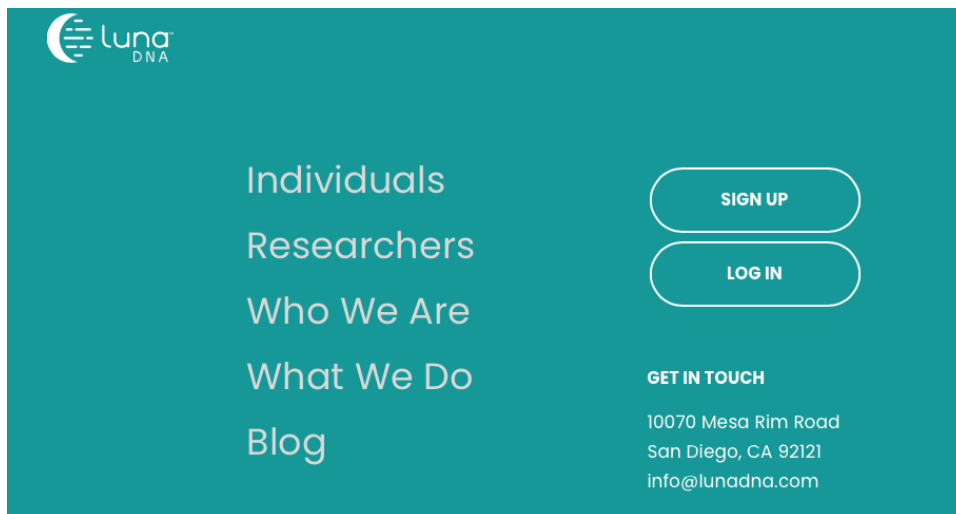 luna™
DNA
Individuals
Researchers
Who We Are
What We Do
Blog
SIGN UP
LOG IN
GET IN TOUCH
10070 Mesa Rim Road
San Diego, CA 92121
info@lunadna.com